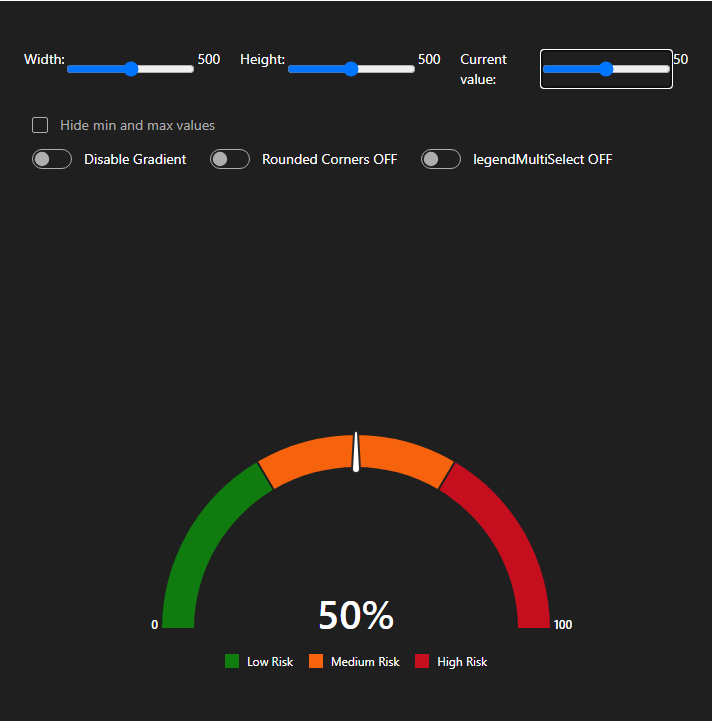 Width: 500 Height: 500 Current value: 50
Hide min and max values
Disable Gradient Rounded Corners OFF legendMultiSelect OFF
50%
0 100
Low Risk Medium Risk High Risk